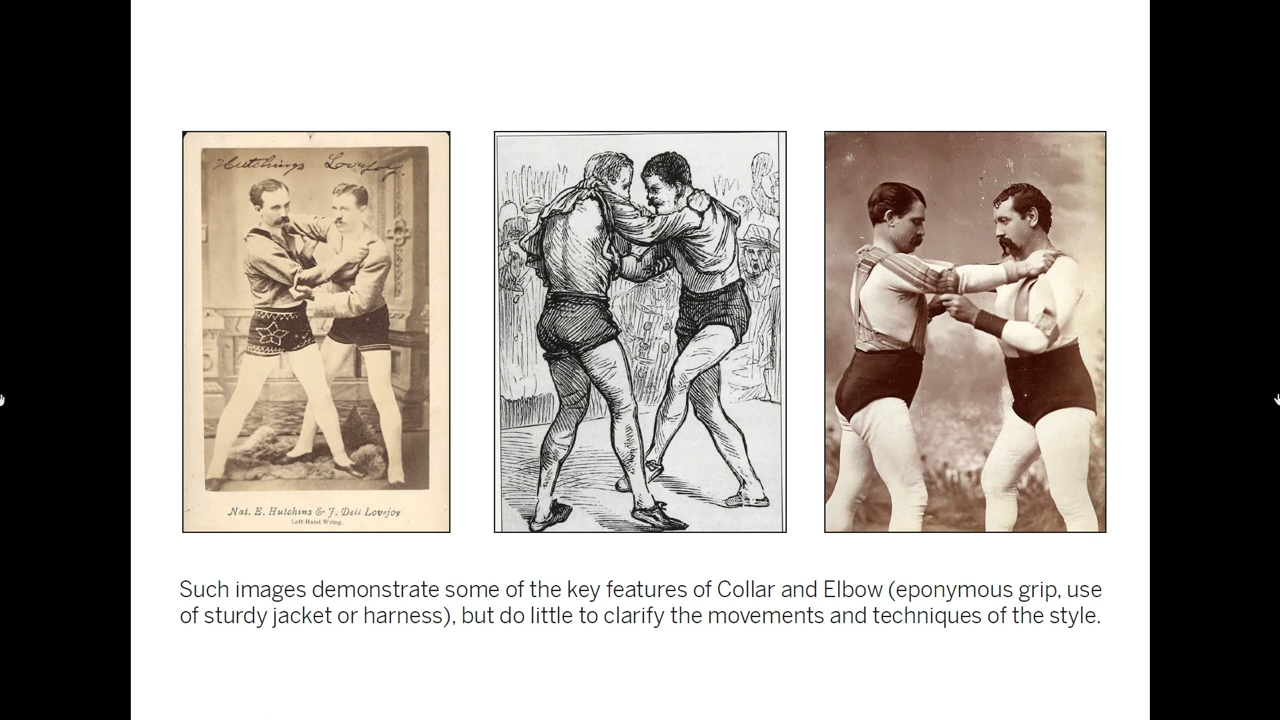 Hutchings Lovejoy.
Nat. E. Hutchins & J. Dell Lovejoy
Left Hand Wring.
Such images demonstrate some of the key features of Collar and Elbow (eponymous grip, use
of sturdy jacket or harness), but do little to clarify the movements and techniques of the style.